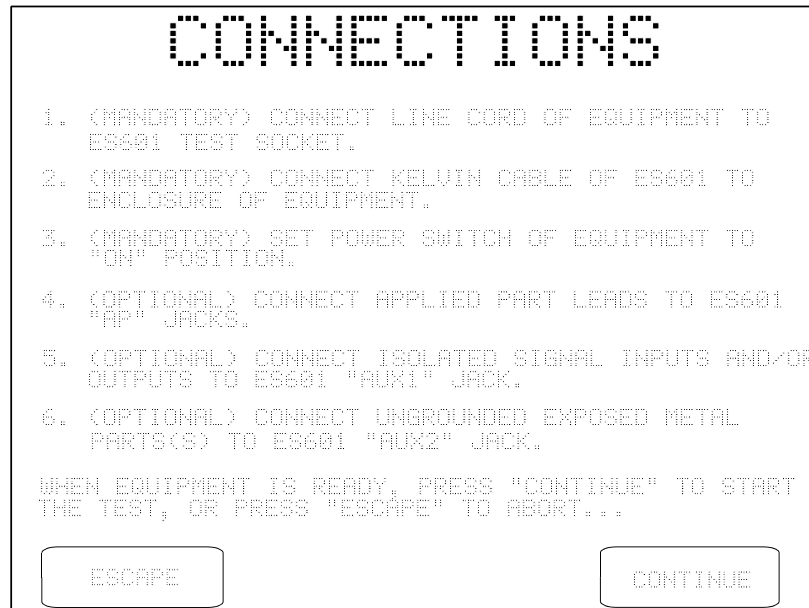 CONNECTIONS
1. (MANDATORY) CONNECT LINE CORD OF EQUIPMENT TO
ES601 TEST SOCKET.
2. (MANDATORY) CONNECT KELVIN CABLE OF ES601 TO
ENCLOSURE OF EQUIPMENT.
3. (MANDATORY) SET POWER SWITCH OF EQUIPMENT TO
"ON" POSITION.
4. (OPTIONAL) CONNECT APPLIED PART LEADS TO ES601
"AP" JACKS.
5. (OPTIONAL) CONNECT ISOLATED SIGNAL INPUTS AND/OR
OUTPUTS TO ES601 "AUX1" JACK.
6. (OPTIONAL) CONNECT UNGROUNDED EXPOSED METAL
PARTS(S) TO ES601 "AUX2" JACK.
WHEN EQUIPMENT IS READY, PRESS "CONTINUE" TO START
THE TEST, OR PRESS "ESCAPE" TO ABORT...
ESCAPE
CONTINUE